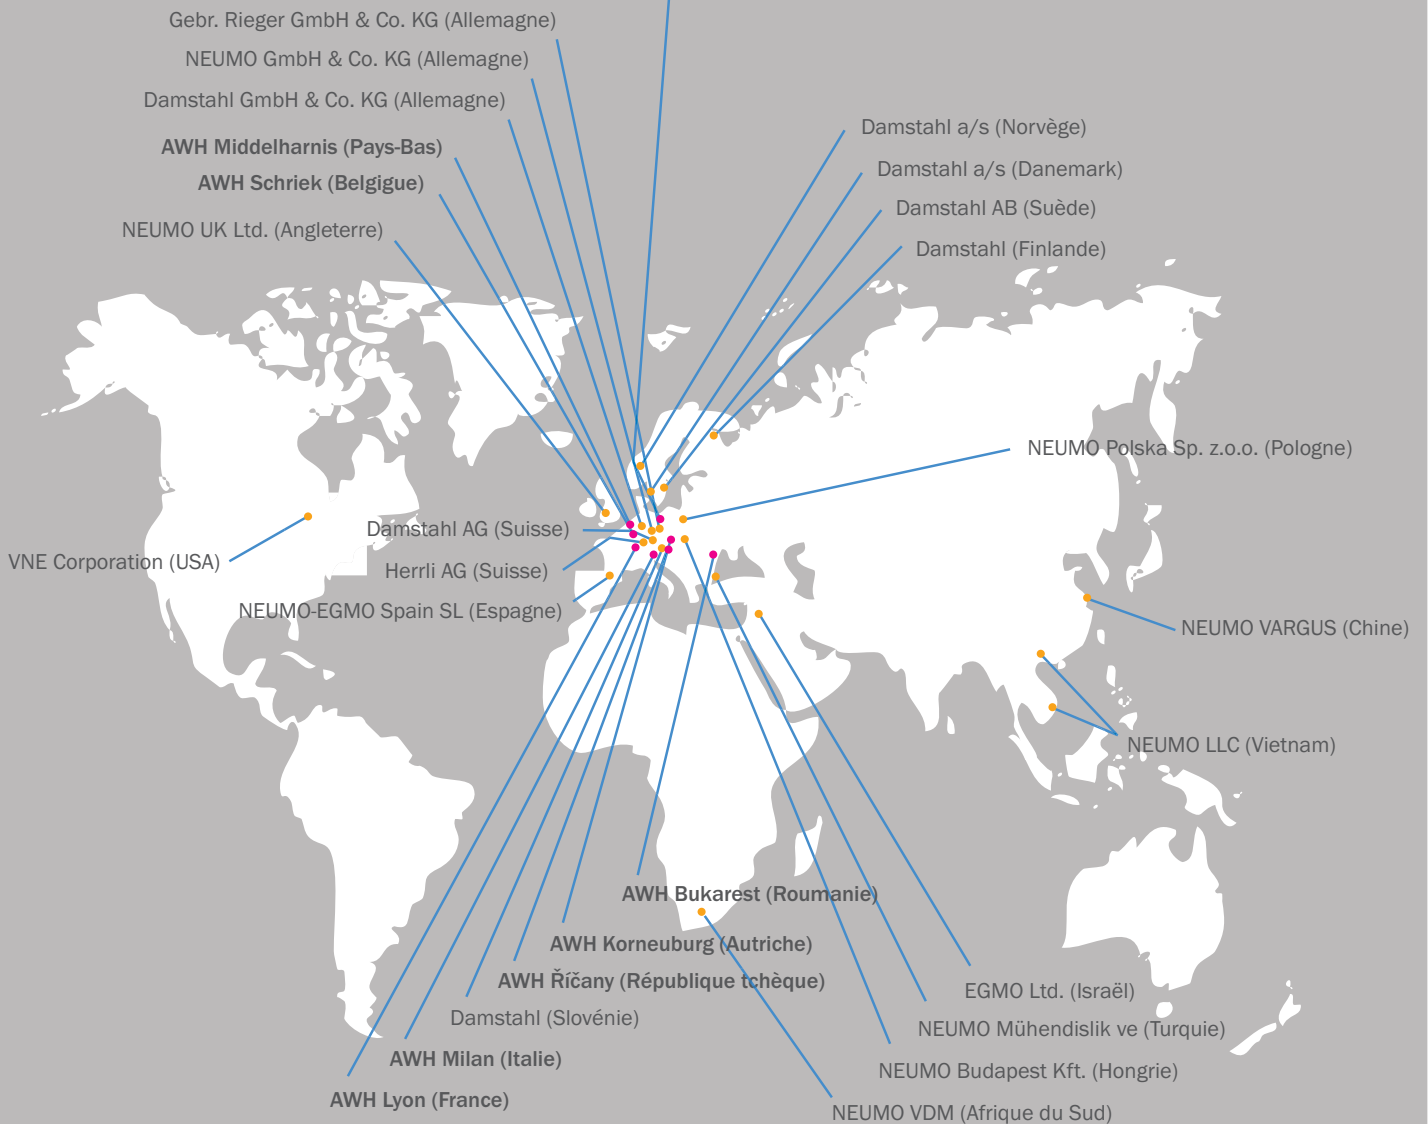 Gebr. Rieger GmbH & Co. KG (Allemagne)
NEUMO GmbH & Co. KG (Allemagne)
Damstahl GmbH & Co. KG (Allemagne)
AWH Middelharnis (Pays-Bas)
AWH Schriek (Belgigue)
NEUMO UK Ltd. (Angleterre)
Damstahl a/s (Norvège)
Damstahl a/s (Danemark)
Damstahl AB (Suède)
Damstahl (Finlande)
NEUMO Polska Sp. z.o.o. (Pologne)
Damstahl AG (Suisse)
VNE Corporation (USA)
Herrli AG (Suisse)
NEUMO-EGMO Spain SL (Espagne)
NEUMO VARGUS (Chine)
NEUMO LLC (Vietnam)
AWH Bukarest (Roumanie)
AWH Korneuburg (Autriche)
AWH Říčany (République tchèque)
Damstahl (Slovénie)
AWH Milan (Italie)
AWH Lyon (France)
EGMO Ltd. (Israël)
NEUMO Mühendislik ve (Turquie)
NEUMO Budapest Kft. (Hongrie)
NEUMO VDM (Afrique du Sud)